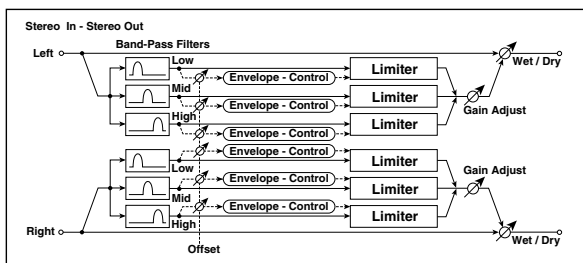 Stereo In - Stereo Out
Band-Pass Filters
Left
Wet / Dry
Low
Envelope - Control
Limiter
Mid
Envelope - Control
Limiter
Gain Adjust
High
Envelope - Control
Limiter
Envelope - Control
Limiter
Gain Adjust
Low
Envelope - Control
Limiter
Mid
Envelope - Control
Limiter
High
Right
Wet / Dry
Offset